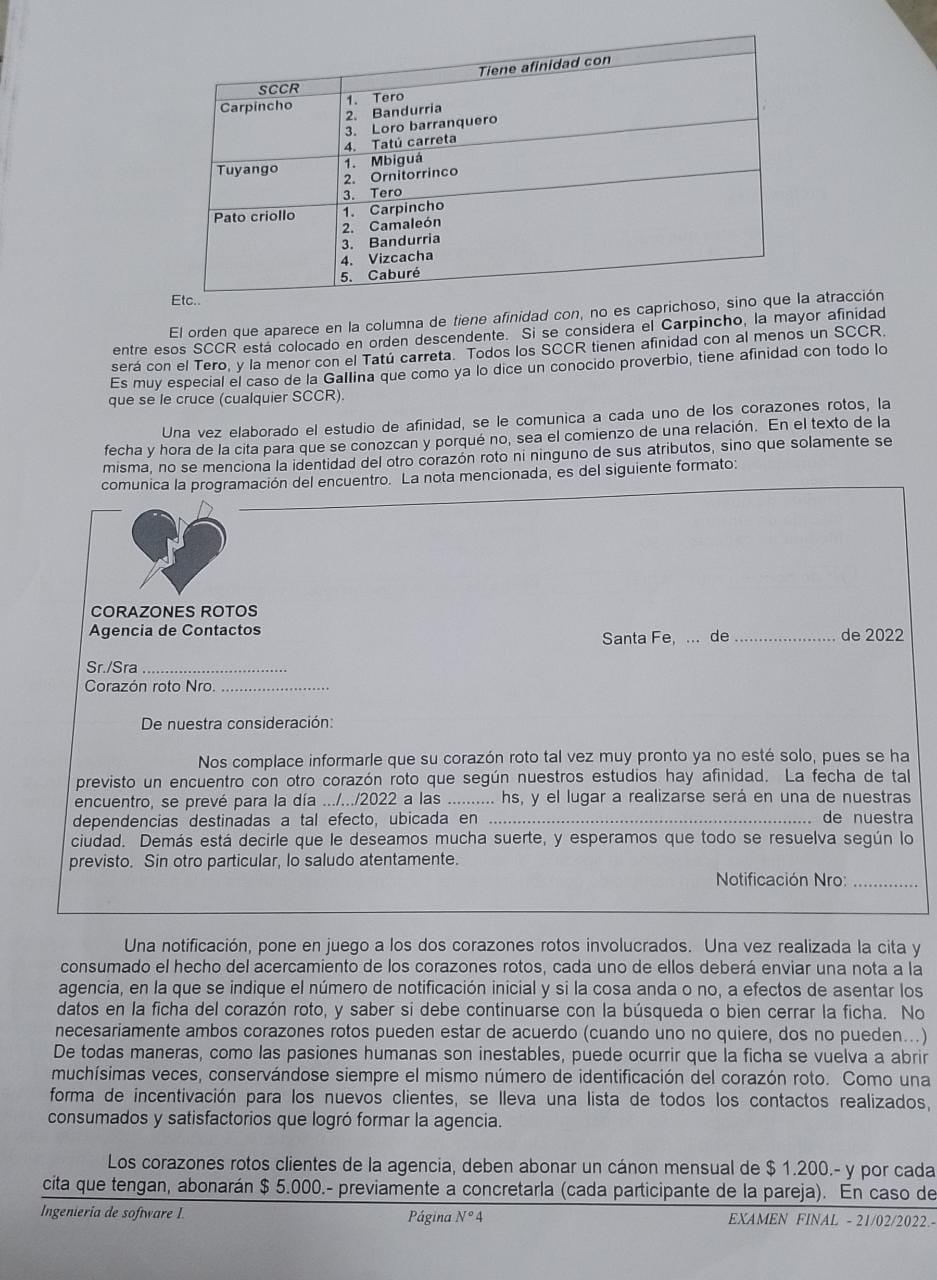 SCCR Tiene afinidad con
Carpincho 1. Tero
2. Bandurria
3. Loro barranquero
4. Tatú carreta
Tuyango 1. Mbiguá
2. Ornitorrinco
3. Tero
Pato criollo 1. Carpincho
2. Camaleón
3. Bandurria
4. Vizcacha
5. Caburé
Etc..
El orden que aparece en la columna de tiene afinidad con, no es caprichoso, sino que la atracción
entre esos SCCR está colocado en orden descendente. Si se considera el Carpincho, la mayor afinidad
será con el Tero, y la menor con el Tatú carreta. Todos los SCCR tienen afinidad con al menos un SCCR.
Es muy especial el caso de la Gallina que como ya lo dice un conocido proverbio, tiene afinidad con todo lo
que se le cruce (cualquier SCCR).
Una vez elaborado el estudio de afinidad, se le comunica a cada uno de los corazones rotos, la
fecha y hora de la cita para que se conozcan y porqué no, sea el comienzo de una relación. En el texto de la
misma, no se menciona la identidad del otro corazón roto ni ninguno de sus atributos, sino que solamente se
comunica la programación del encuentro. La nota mencionada, es del siguiente formato:
CORAZONES ROTOS
Agencia de Contactos
Santa Fe, ... de .................... de 2022
Sr./Sra ................................
Corazón roto Nro. ........................
De nuestra consideración:
Nos complace informarle que su corazón roto tal vez muy pronto ya no esté solo, pues se ha
previsto un encuentro con otro corazón roto que según nuestros estudios hay afinidad. La fecha de tal
encuentro, se prevé para la día .../.../2022 a las .......... hs, y el lugar a realizarse será en una de nuestras
dependencias destinadas a tal efecto, ubicada en ...................................................................... de nuestra
ciudad. Demás está decirle que le deseamos mucha suerte, y esperamos que todo se resuelva según lo
previsto. Sin otro particular, lo saludo atentamente.
Notificación Nro: .............
Una notificación, pone en juego a los dos corazones rotos involucrados. Una vez realizada la cita y
consumado el hecho del acercamiento de los corazones rotos, cada uno de ellos deberá enviar una nota a la
agencia, en la que se indique el número de notificación inicial y si la cosa anda o no, a efectos de asentar los
datos en la ficha del corazón roto, y saber si debe continuarse con la búsqueda o bien cerrar la ficha. No
necesariamente ambos corazones rotos pueden estar de acuerdo (cuando uno no quiere, dos no pueden...)
De todas maneras, como las pasiones humanas son inestables, puede ocurrir que la ficha se vuelva a abrir
muchísimas veces, conservándose siempre el mismo número de identificación del corazón roto. Como una
forma de incentivación para los nuevos clientes, se lleva una lista de todos los contactos realizados,
consumados y satisfactorios que logró formar la agencia.
Los corazones rotos clientes de la agencia, deben abonar un cánon mensual de $ 1.200.- y por cada
cita que tengan, abonarán $ 5.000.- previamente a concretarla (cada participante de la pareja). En caso de
Ingeniería de software I. Página N° 4 EXAMEN FINAL - 21/02/2022.-